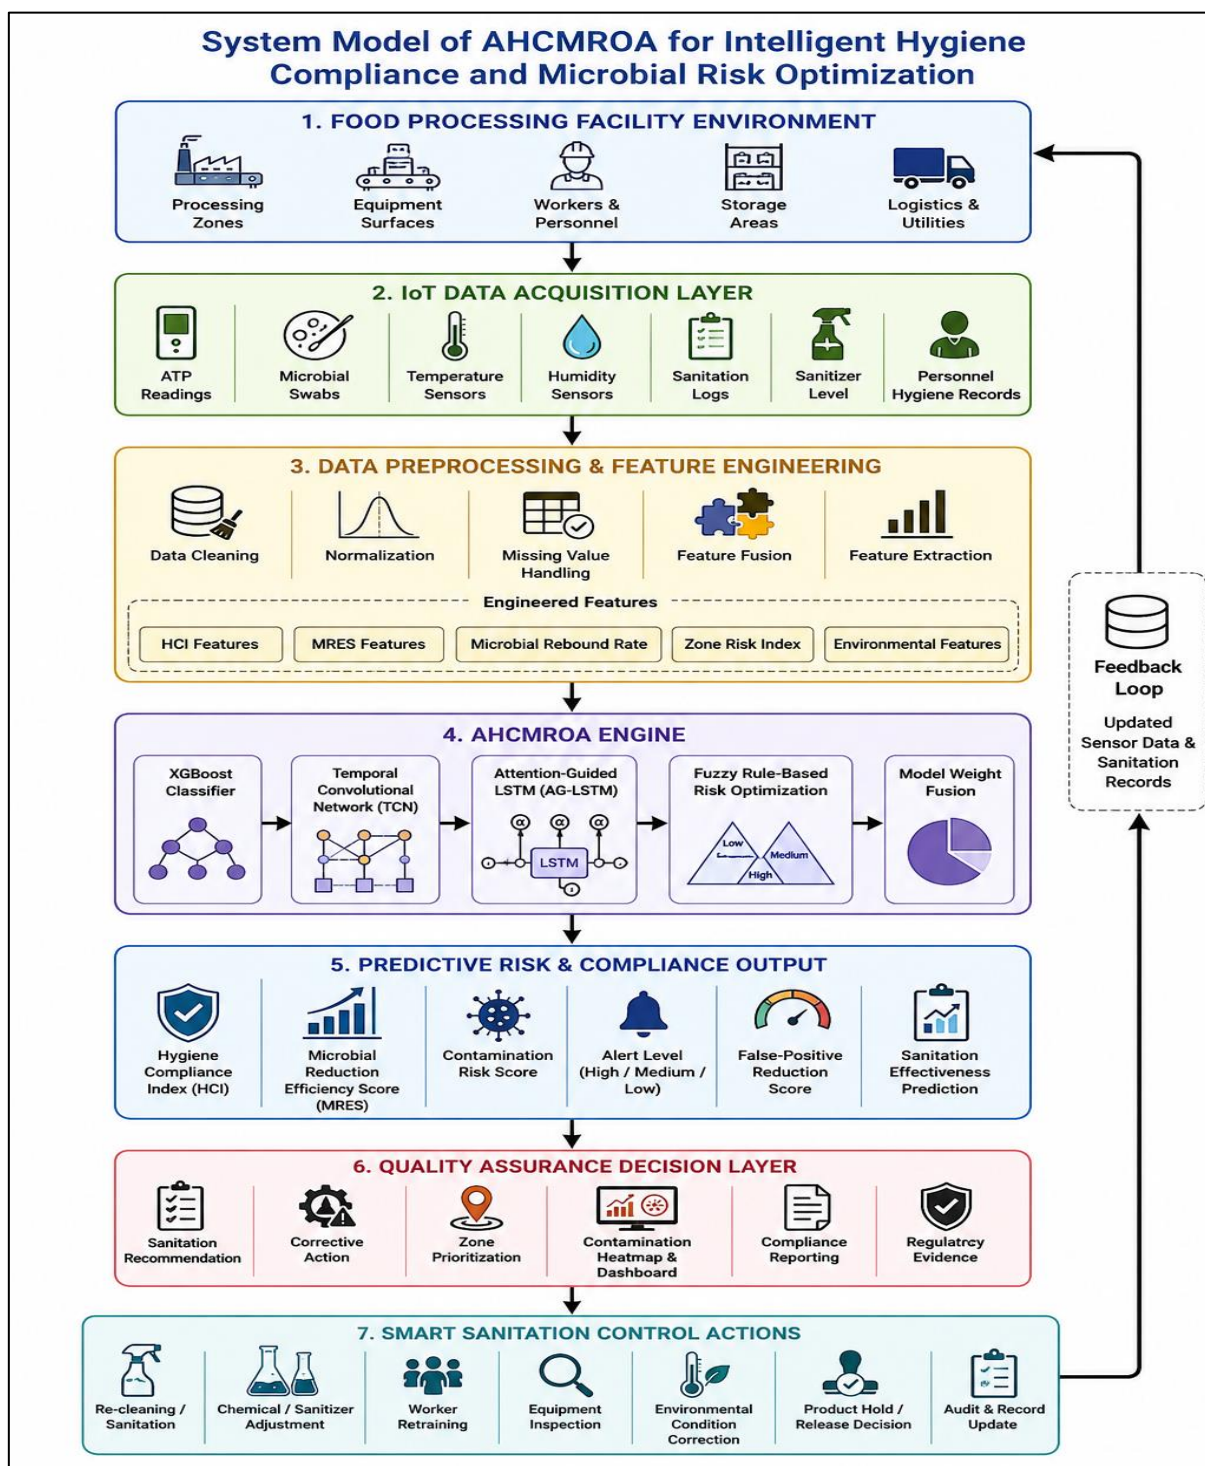 System Model of AHCMROA for Intelligent Hygiene
Compliance and Microbial Risk Optimization
1. FOOD PROCESSING FACILITY ENVIRONMENT
Processing
Zones
Equipment
Surfaces
Workers &
Personnel
Storage
Areas
Logistics &
Utilities
2. IoT DATA ACQUISITION LAYER
ATP
Readings
Microbial
Swabs
Temperature
Sensors
Humidity
Sensors
Sanitation
Logs
Sanitizer
Level
Personnel
Hygiene Records
3. DATA PREPROCESSING & FEATURE ENGINEERING
Data Cleaning
Normalization
Missing Value
Handling
Feature Fusion
Feature Extraction
Engineered Features
HCI Features
MRES Features
Microbial Rebound Rate
Zone Risk Index
Environmental Features
Feedback
Loop
Updated
Sensor Data &
Sanitation
Records
4. AHCMROA ENGINE
XGBoost
Classifier
Temporal
Convolutional
Network (TCN)
Attention-Guided
LSTM (AG-LSTM)
α
α
α
LSTM
Fuzzy Rule-Based
Risk Optimization
Low
Medium
High
Model Weight
Fusion
5. PREDICTIVE RISK & COMPLIANCE OUTPUT
Hygiene
Compliance
Index (HCI)
Microbial
Reduction
Efficiency Score
(MRES)
Contamination
Risk Score
Alert Level
(High / Medium /
Low)
False-Positive
Reduction
Score
Sanitation
Effectiveness
Prediction
6. QUALITY ASSURANCE DECISION LAYER
Sanitation
Recommendation
Corrective
Action
Zone
Prioritization
Contamination
Heatmap &
Dashboard
Compliance
Reporting
Regulatrcy
Evidence
7. SMART SANITATION CONTROL ACTIONS
Re-cleaning /
Sanitation
Chemical / Sanitizer
Adjustment
Worker
Retraining
Equipment
Inspection
Environmental
Condition
Correction
Product Hold /
Release Decision
Audit & Record
Update